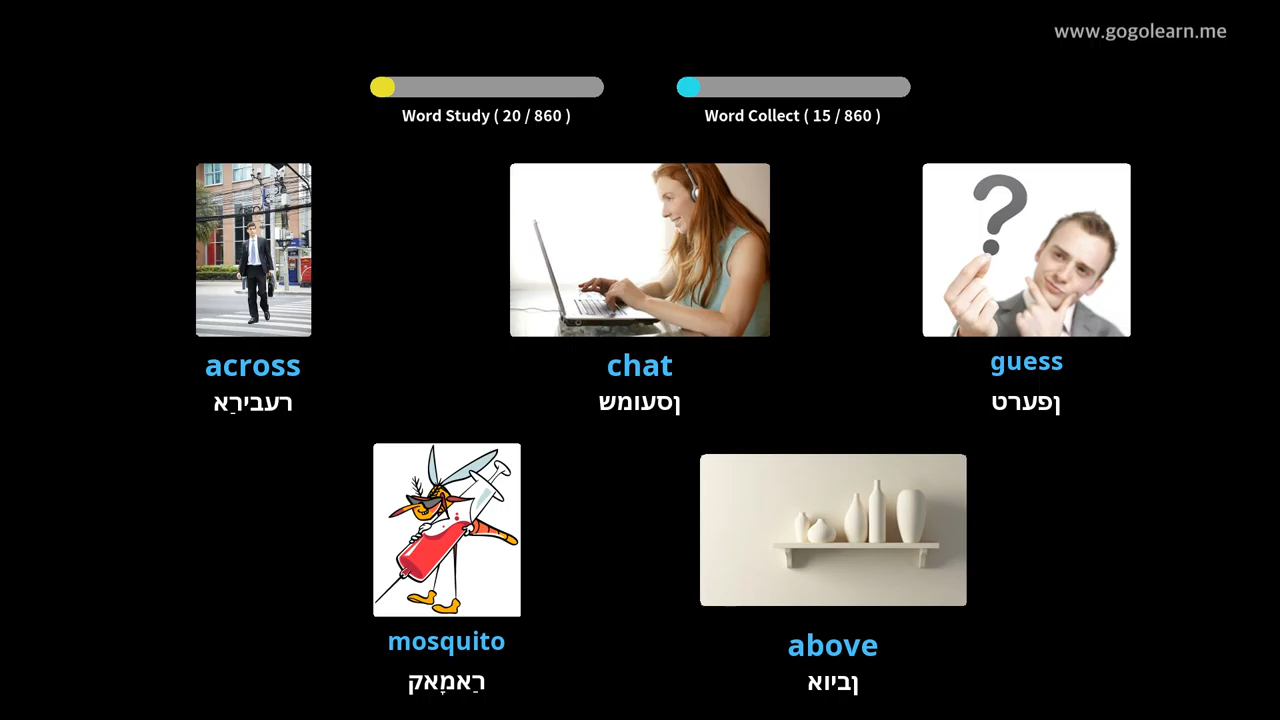 www.gogolearn.me
Word Study ( 20 / 860 )
Word Collect ( 15 / 860 )
across
רעבירַא
chat
ןסעומש
guess
ןפערט
mosquito
רַאמָאק
above
ןביוא